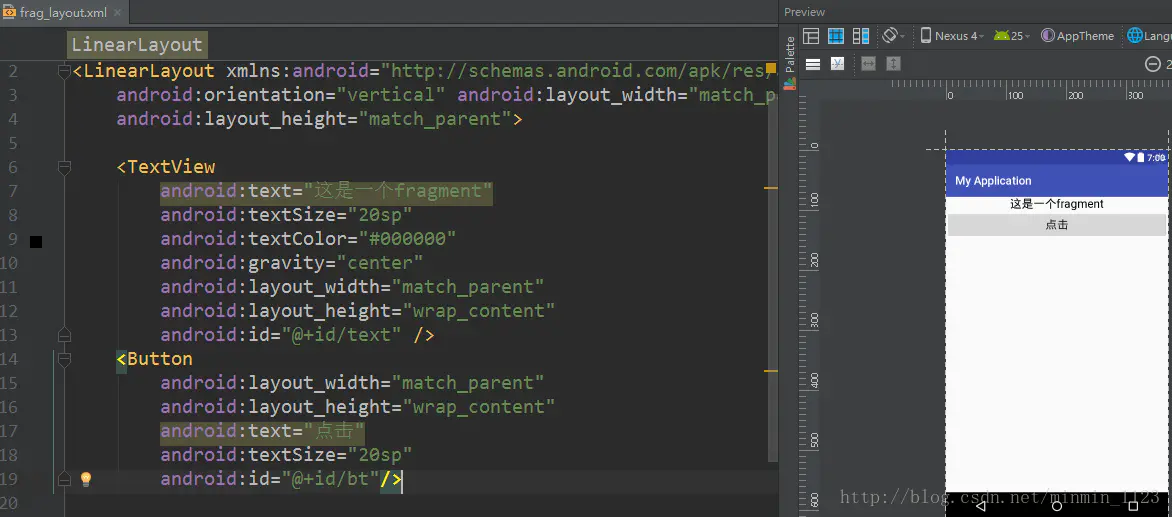 frag_layout.xml
LinearLayout
2 <LinearLayout xmlns:android="http://schemas.android.com/apk/res/
3 android:orientation="vertical" android:layout_width="match_p
4 android:layout_height="match_parent">
5
6 <TextView
7 android:text="这是一个fragment"
8 android:textSize="20sp"
9 android:textColor="#000000"
10 android:gravity="center"
11 android:layout_width="match_parent"
12 android:layout_height="wrap_content"
13 android:id="@+id/text" />
14 <Button
15 android:layout_width="match_parent"
16 android:layout_height="wrap_content"
17 android:text="点击"
18 android:textSize="20sp"
19 android:id="@+id/bt"/>
20
Preview
Palette
Nexus 4 25 AppTheme Langu
2
0 100 200 300
0
100
200
300
400
500
600
7:00
My Application
这是一个fragment
点击
http://blog.csdn.net/minmin_1123